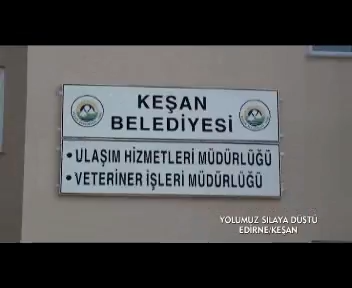 KEŞAN
BELEDİYESİ
• ULAŞIM HİZMETLERİ MÜDÜRLÜĞÜ
• VETERİNER İŞLERİ MÜDÜRLÜĞÜ
YOLUMUZ SILAYA DÜŞTÜ
EDİRNE/KEŞAN